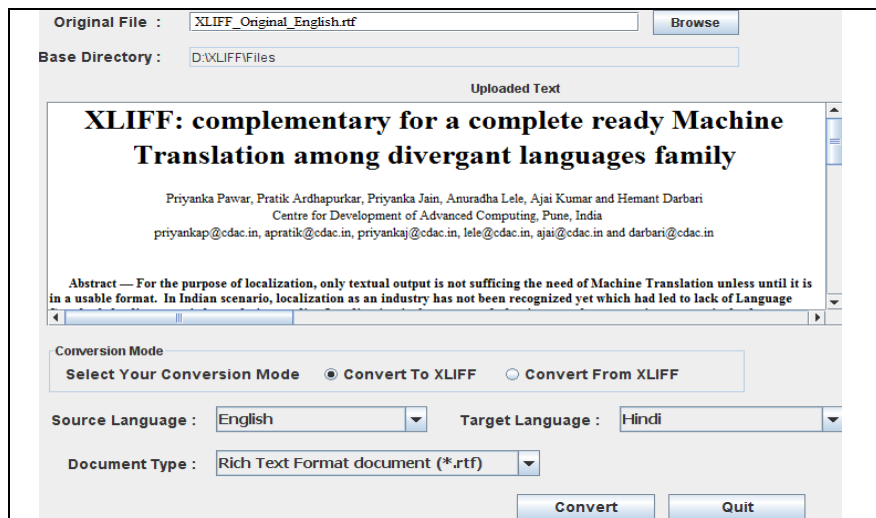 Original File : XLIFF_Original_English.rtf Browse
Base Directory : D:\XLIFF\Files
Uploaded Text
XLIFF: complementary for a complete ready Machine
Translation among divergant languages family
Priyanka Pawar, Pratik Ardhapurkar, Priyanka Jain, Anuradha Lele, Ajai Kumar and Hemant Darbari
Centre for Development of Advanced Computing, Pune, India
priyankap@cdac.in, apratik@cdac.in, priyankaj@cdac.in, lele@cdac.in, ajai@cdac.in and darbari@cdac.in
Abstract — For the purpose of localization, only textual output is not sufficing the need of Machine Translation unless until it is
in a usable format. In Indian scenario, localization as an industry has not been recognized yet which had led to lack of Language
Conversion Mode
Select Your Conversion Mode Convert To XLIFF Convert From XLIFF
Source Language : English Target Language : Hindi
Document Type : Rich Text Format document (*.rtf)
Convert Quit